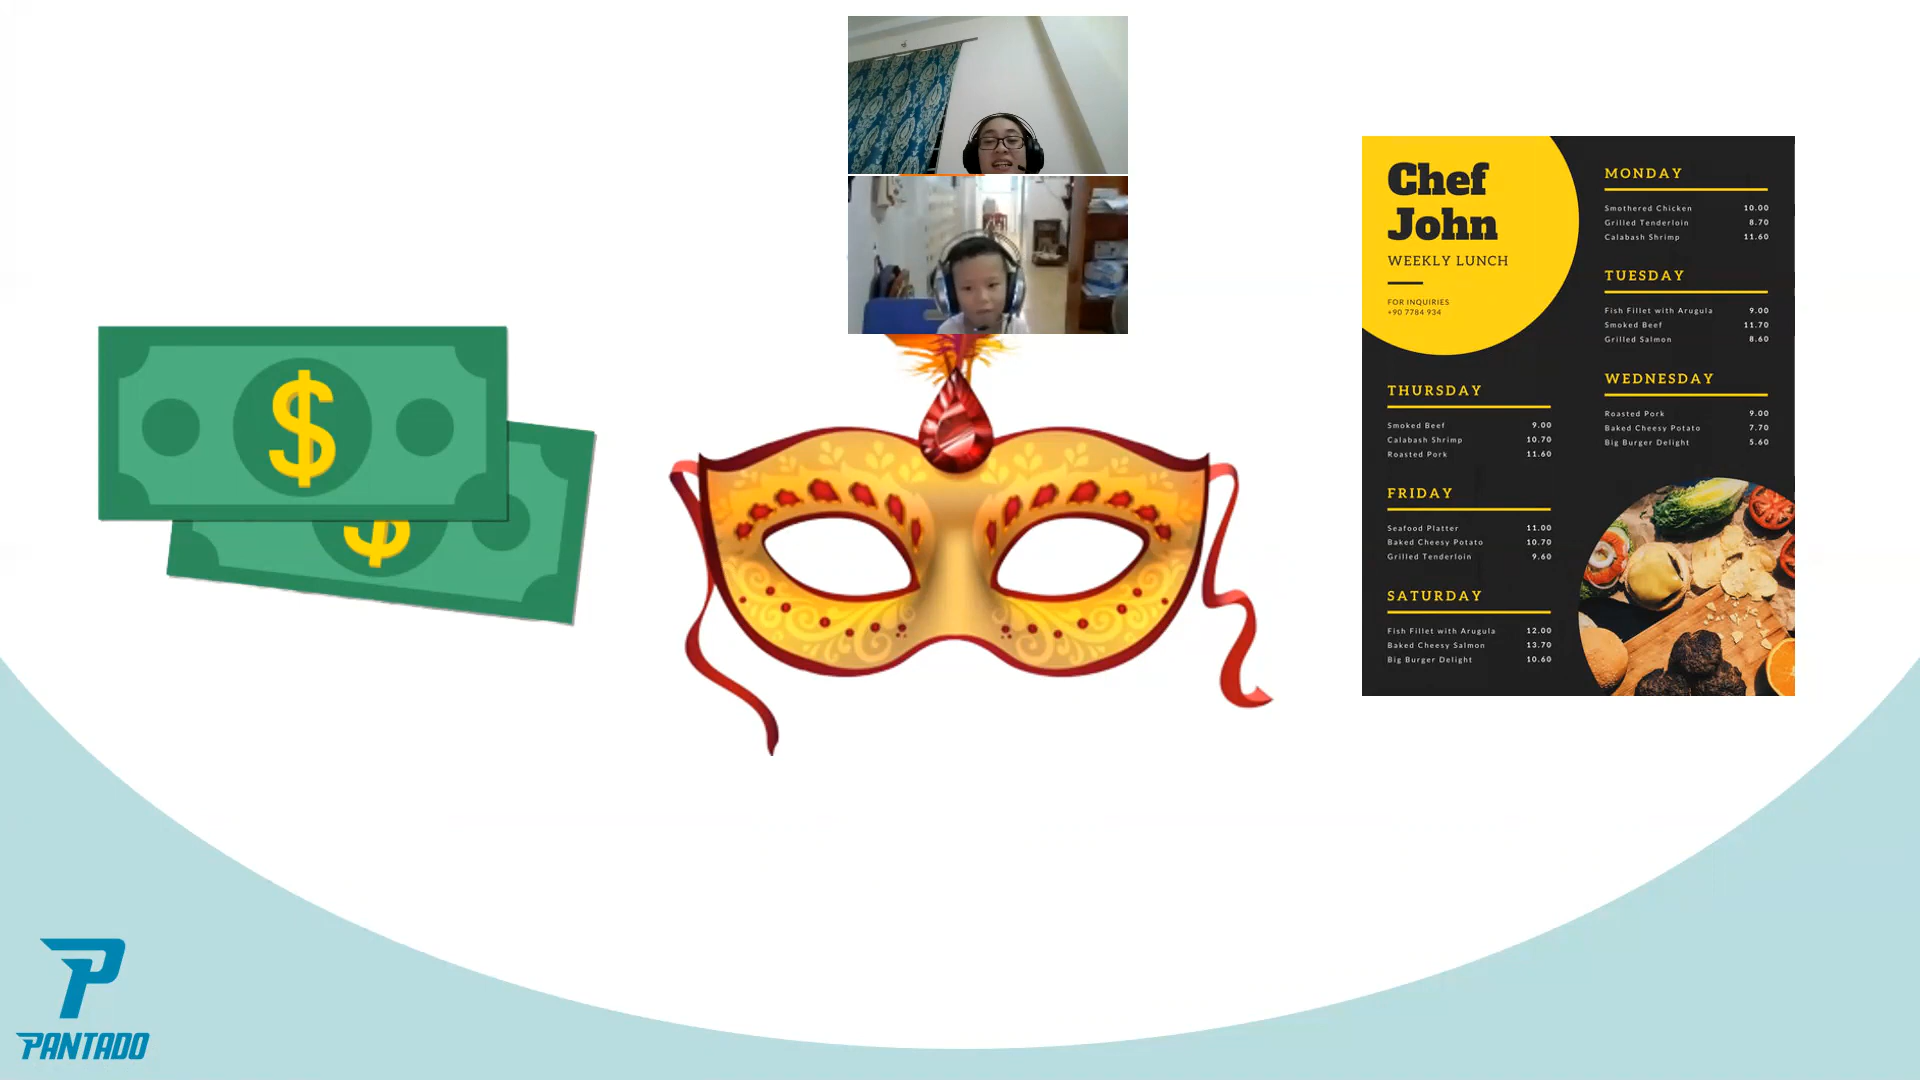 $
$
Chef
John
WEEKLY LUNCH
FOR INQUIRIES
+90 7784 934
MONDAY
Smothered Chicken 10.00
Grilled Tenderloin 8.70
Calabash Shrimp 11.60
TUESDAY
Fish Fillet with Arugula 9.00
Smoked Beef 11.70
Grilled Salmon 8.60
WEDNESDAY
Roasted Pork 9.00
Baked Cheesy Potato 7.70
Big Burger Delight 5.60
THURSDAY
Smoked Beef 9.00
Calabash Shrimp 10.70
Roasted Pork 11.60
FRIDAY
Seafood Platter 11.00
Baked Cheesy Potato 10.70
Grilled Tenderloin 9.60
SATURDAY
Fish Fillet with Arugula 12.00
Baked Cheesy Salmon 13.70
Big Burger Delight 10.60
P
PANTADO